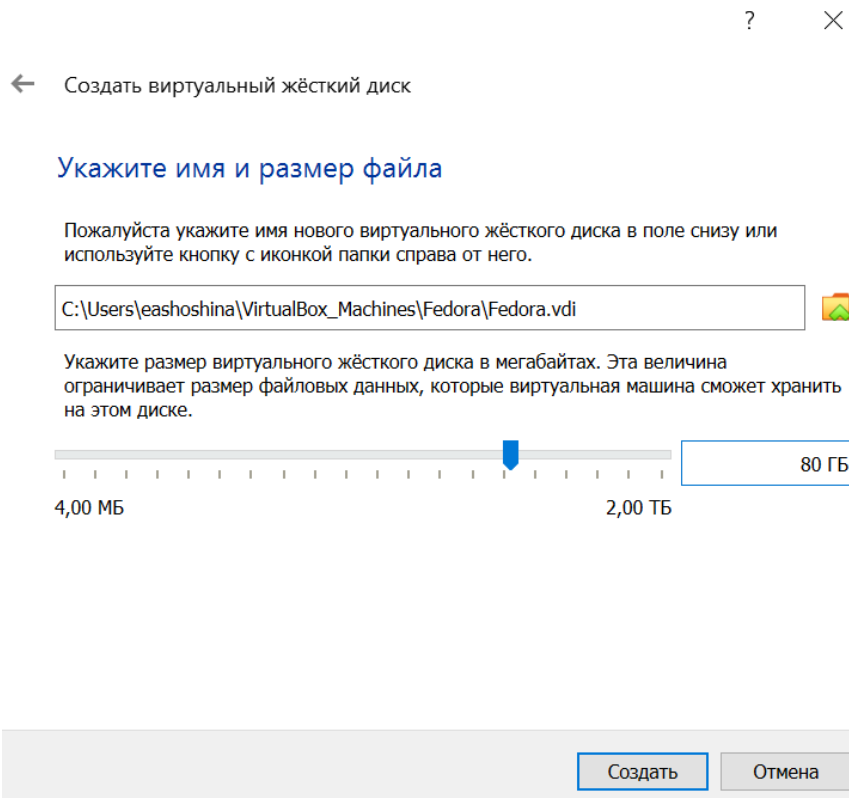 ?
Создать виртуальный жёсткий диск
Укажите имя и размер файла
Пожалуйста укажите имя нового виртуального жёсткого диска в поле снизу или
используйте кнопку с иконкой папки справа от него.
C:\Users\eashoshina\VirtualBox_Machines\Fedora\Fedora.vdi
Укажите размер виртуального жёсткого диска в мегабайтах. Эта величина
ограничивает размер файловых данных, которые виртуальная машина сможет хранить
на этом диске.
80 ГБ
4,00 МБ 2,00 ТБ
Создать Отмена